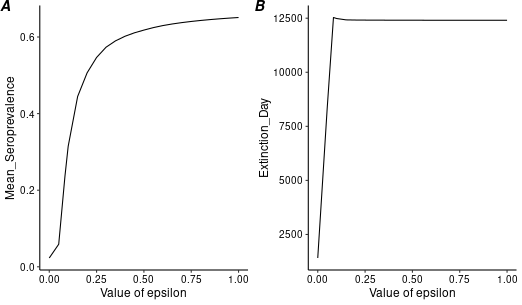 A
Mean_Seroprevalence
0.6
0.4
0.2
0.0
0.00 0.25 0.50 0.75 1.00
Value of epsilon
B
Extinction_Day
12500
10000
7500
5000
2500
0.00 0.25 0.50 0.75 1.00
Value of epsilon